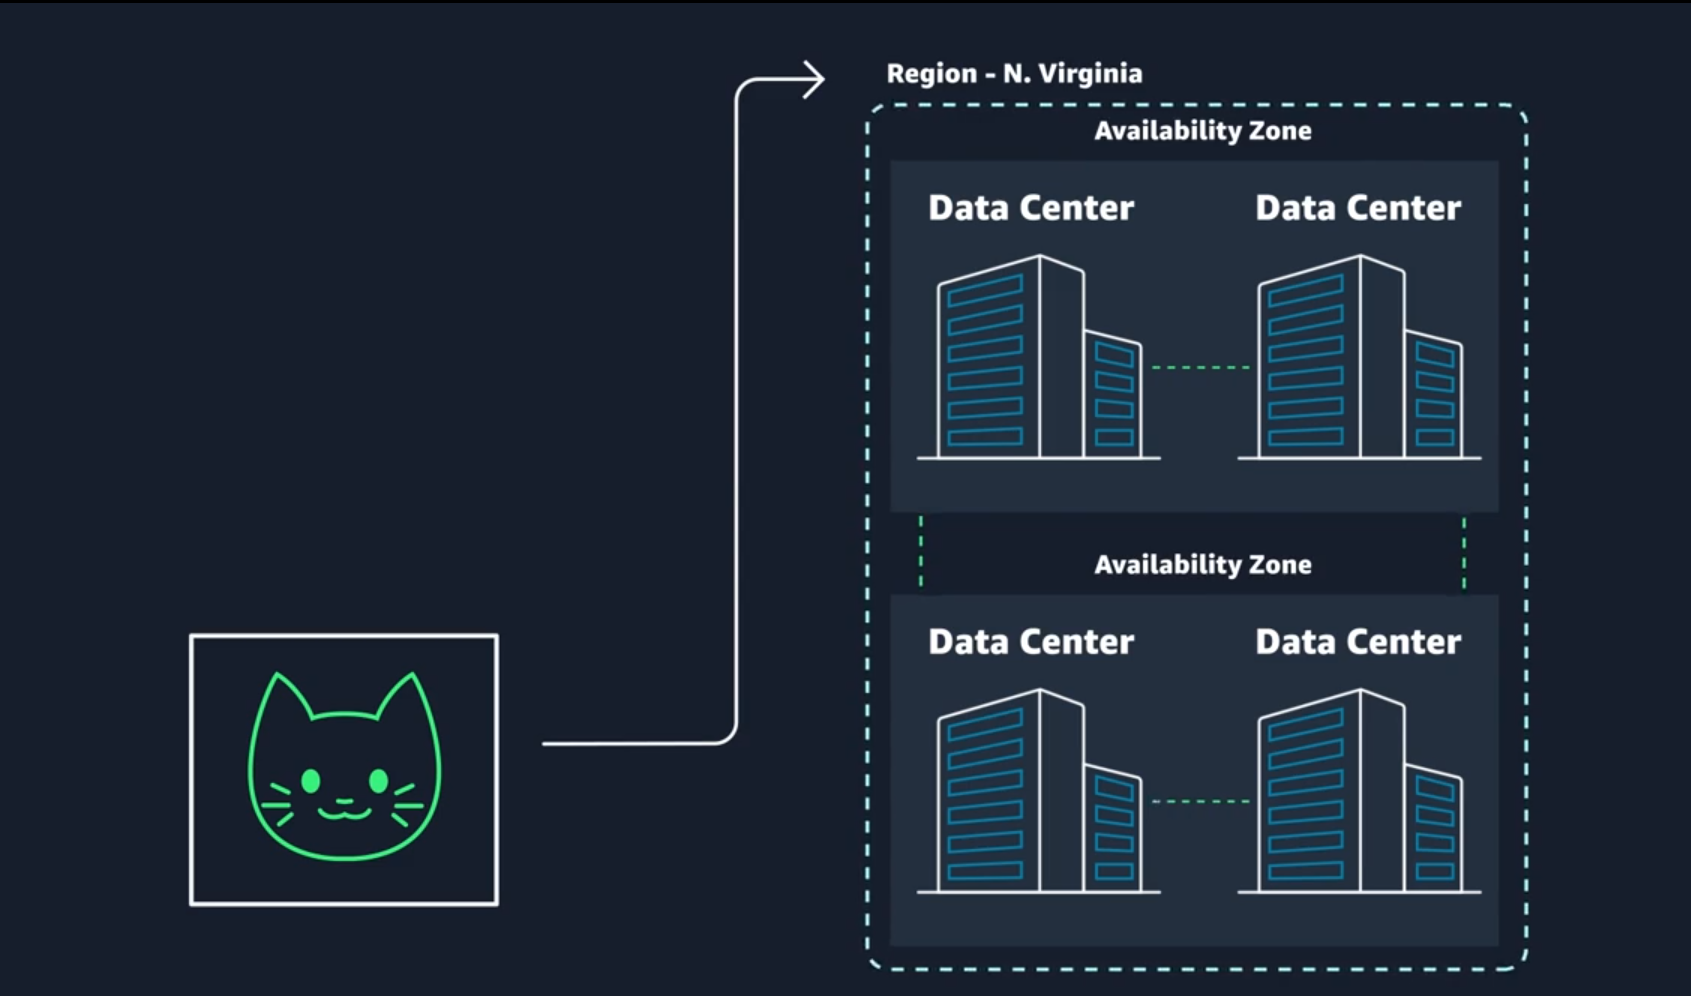 Region - N. Virginia
Availability Zone
Data Center Data Center
Availability Zone
Data Center Data Center